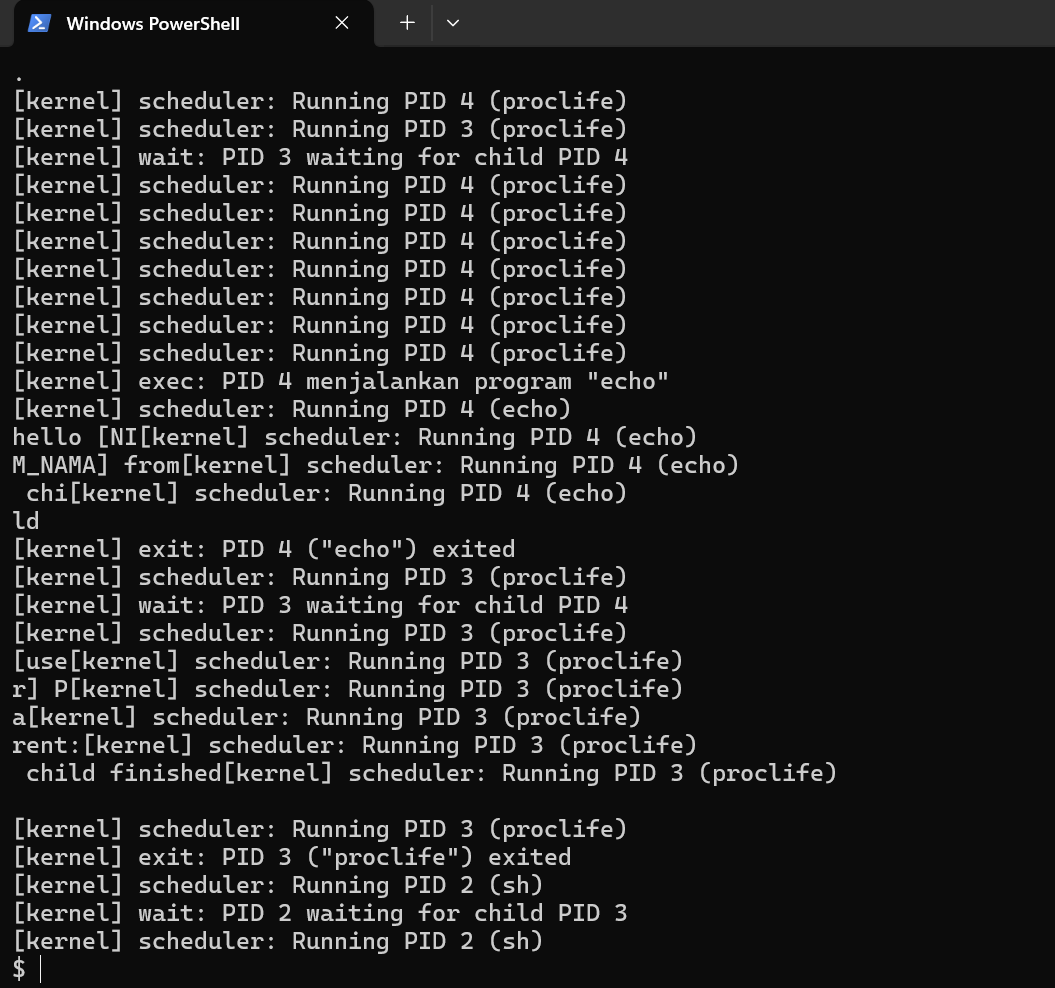 Windows PowerShell
.
[kernel] scheduler: Running PID 4 (proclife)
[kernel] scheduler: Running PID 3 (proclife)
[kernel] wait: PID 3 waiting for child PID 4
[kernel] scheduler: Running PID 4 (proclife)
[kernel] scheduler: Running PID 4 (proclife)
[kernel] scheduler: Running PID 4 (proclife)
[kernel] scheduler: Running PID 4 (proclife)
[kernel] scheduler: Running PID 4 (proclife)
[kernel] scheduler: Running PID 4 (proclife)
[kernel] scheduler: Running PID 4 (proclife)
[kernel] exec: PID 4 menjalankan program "echo"
[kernel] scheduler: Running PID 4 (echo)
hello [NI[kernel] scheduler: Running PID 4 (echo)
M_NAMA] from[kernel] scheduler: Running PID 4 (echo)
 chi[kernel] scheduler: Running PID 4 (echo)
ld
[kernel] exit: PID 4 ("echo") exited
[kernel] scheduler: Running PID 3 (proclife)
[kernel] wait: PID 3 waiting for child PID 4
[kernel] scheduler: Running PID 3 (proclife)
[use[kernel] scheduler: Running PID 3 (proclife)
r] P[kernel] scheduler: Running PID 3 (proclife)
a[kernel] scheduler: Running PID 3 (proclife)
rent:[kernel] scheduler: Running PID 3 (proclife)
 child finished[kernel] scheduler: Running PID 3 (proclife)

[kernel] scheduler: Running PID 3 (proclife)
[kernel] exit: PID 3 ("proclife") exited
[kernel] scheduler: Running PID 2 (sh)
[kernel] wait: PID 2 waiting for child PID 3
[kernel] scheduler: Running PID 2 (sh)
$